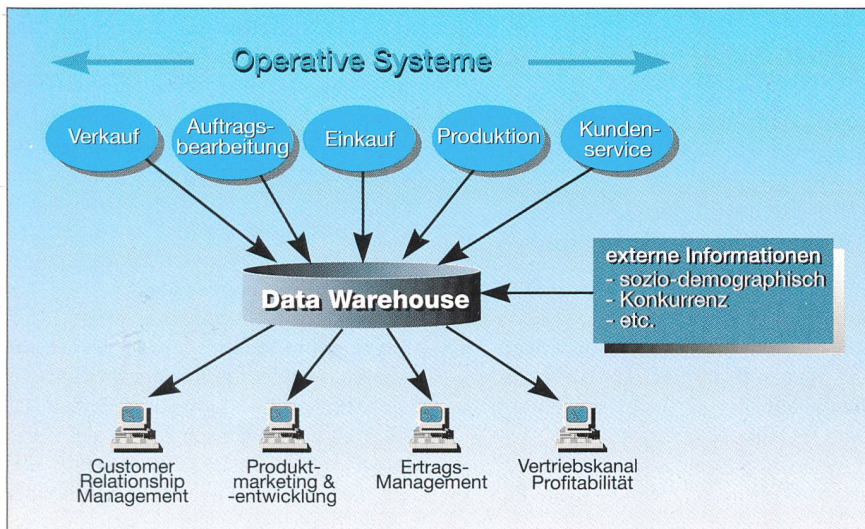 Operative Systeme
Verkauf
Auftrags-
bearbeitung
Einkauf
Produktion
Kunden-
service
externe Informationen
- sozio-demographisch
- Konkurrenz
- etc.
Data Warehouse
Customer
Relationship
Management
Produkt-
marketing &
-entwicklung
Ertrags-
Management
Vertriebskanal
Profitabilität